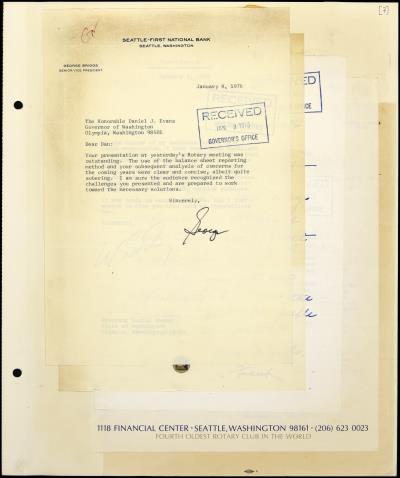 [7]
SEATTLE-FIRST NATIONAL BANK
SEATTLE, WASHINGTON
GEORGE BRIGGS
SENIOR VICE PRESIDENT
January 8, 1975
The Honorable Daniel J. Evans
Governor of Washington
Olympia, Washington 98501
RECEIVED
JAN 9 1975
GOVERNOR'S OFFICE
Dear Dan:
Your presentation at yesterday's Rotary meeting was
outstanding. The use of the balance sheet reporting
method and your subsequent analysis of concerns for
the coming years were clear and concise, albeit quite
sobering. I am sure the audience recognized the
challenges you presented and are prepared to work
toward the necessary solutions.
Sincerely,
George
1118 FINANCIAL CENTER • SEATTLE, WASHINGTON 98161 • (206) 623 0023
FOURTH OLDEST ROTARY CLUB IN THE WORLD